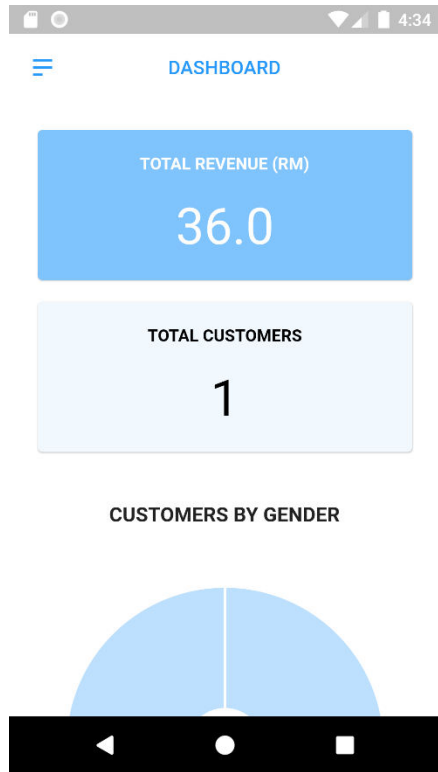 4:34
DASHBOARD
TOTAL REVENUE (RM)
36.0
TOTAL CUSTOMERS
1
CUSTOMERS BY GENDER